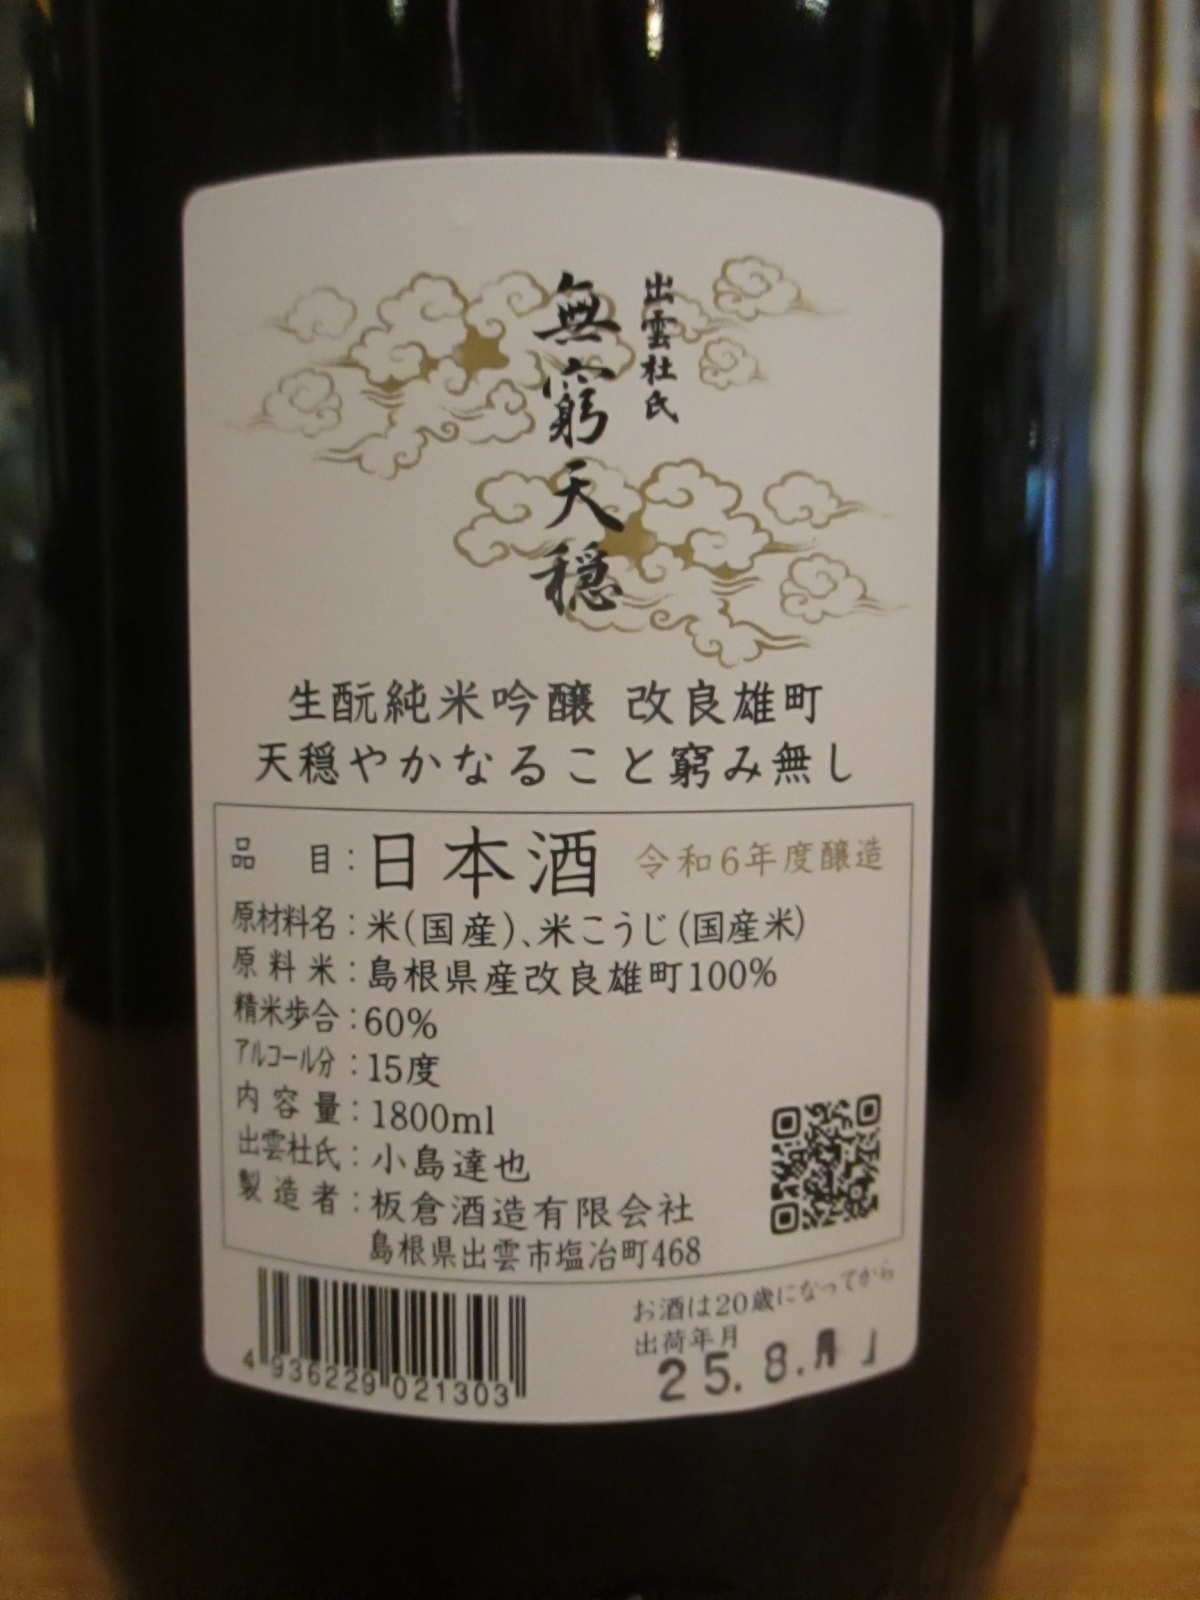 出雲杜氏
無窮天穏
生酛純米吟醸 改良雄町
天穏やかなること窮み無し
品目:日本酒 令和6年度醸造
原材料名:米(国産)、米こうじ(国産米)
原料米:島根県産改良雄町100%
精米歩合:60%
アルコール分:15度
内容量:1800ml
出雲杜氏:小島達也
製造者:板倉酒造有限会社
島根県出雲市塩冶町468
お酒は20歳になってから
出荷年月
25.8.
4936229021303